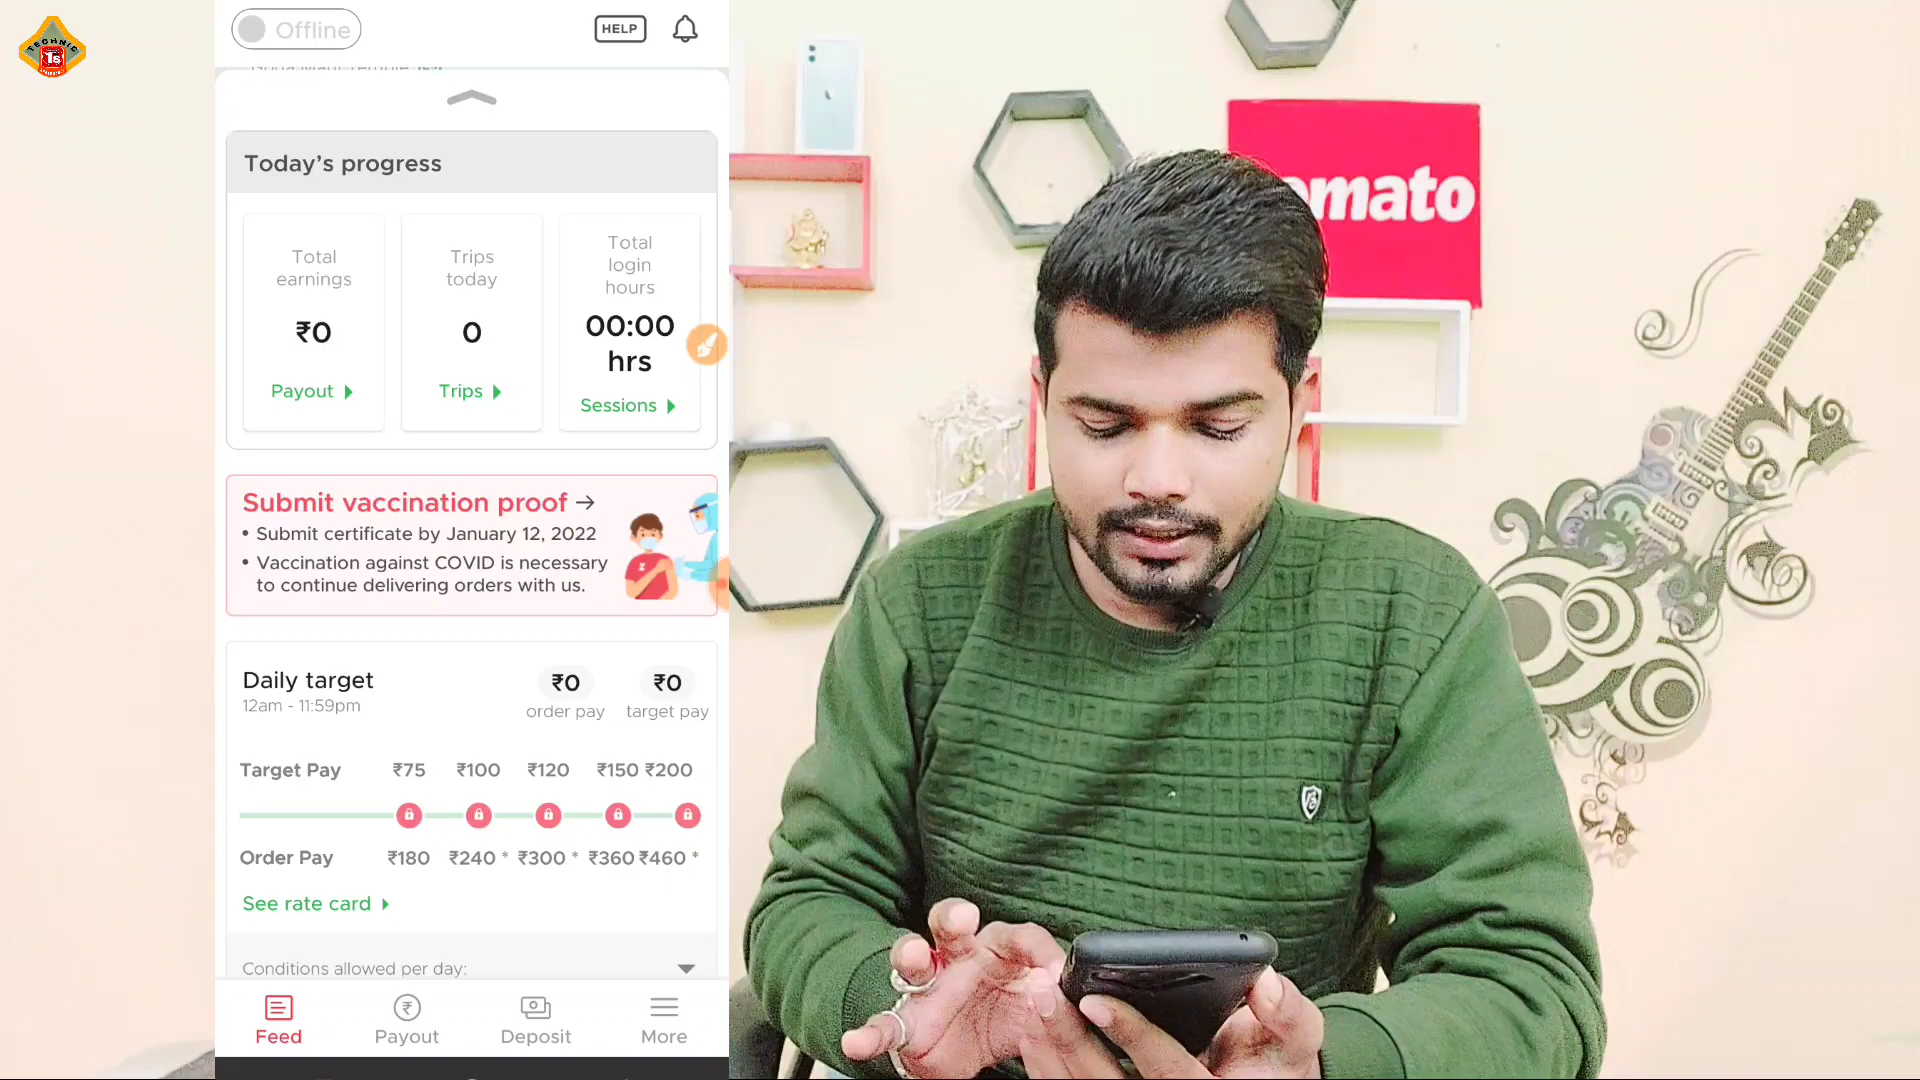 TECHNIC
TS
Offline
HELP
Today's progress
Total
earnings
₹0
Payout
Trips
today
0
Trips
Total
login
hours
00:00
hrs
Sessions
Submit vaccination proof →
• Submit certificate by January 12, 2022
• Vaccination against COVID is necessary
to continue delivering orders with us.
Daily target
12am - 11:59pm
₹0
order pay
₹0
target pay
Target Pay ₹75 ₹100 ₹120 ₹150 ₹200
Order Pay ₹180 ₹240 * ₹300 * ₹360 ₹460 *
See rate card
Conditions allowed per day:
Feed
Payout
Deposit
More
omato